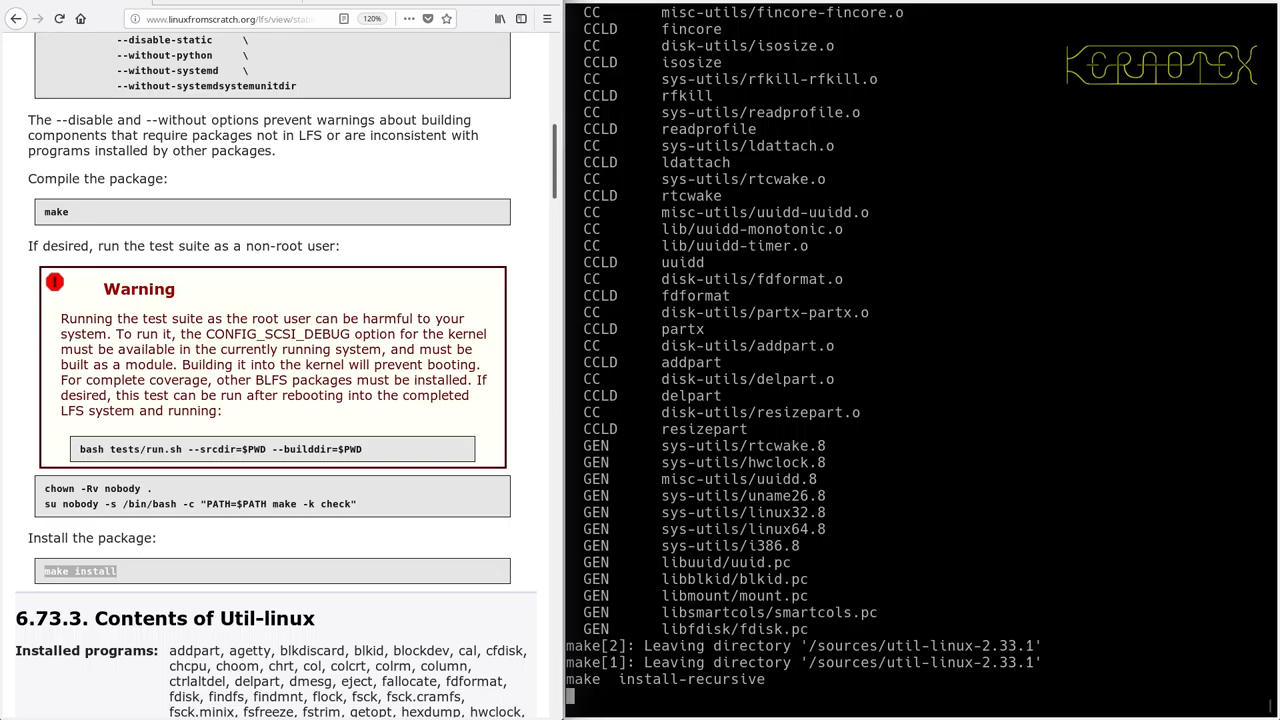 www.linuxfromscratch.org/lfs/view/stab
120%
--disable-static \
--without-python \
--without-systemd \
--without-systemdsystemunitdir
The --disable and --without options prevent warnings about building
components that require packages not in LFS or are inconsistent with
programs installed by other packages.
Compile the package:
make
If desired, run the test suite as a non-root user:
Warning
Running the test suite as the root user can be harmful to your
system. To run it, the CONFIG_SCSI_DEBUG option for the kernel
must be available in the currently running system, and must be
built as a module. Building it into the kernel will prevent booting.
For complete coverage, other BLFS packages must be installed. If
desired, this test can be run after rebooting into the completed
LFS system and running:
bash tests/run.sh --srcdir=$PWD --builddir=$PWD
chown -Rv nobody .
su nobody -s /bin/bash -c "PATH=$PATH make -k check"
Install the package:
make install
6.73.3. Contents of Util-linux
Installed programs: addpart, agetty, blkdiscard, blkid, blockdev, cal, cfdisk,
chcpu, choom, chrt, col, colcrt, colrm, column,
ctrlaltdel, delpart, dmesg, eject, fallocate, fdformat,
fdisk, findfs, findmnt, flock, fsck, fsck.cramfs,
fsck.minix, fsfreeze, fstrim, getopt, hexdump, hwclock,
CC misc-utils/fincore-fincore.o
CCLD fincore
CC disk-utils/isosize.o
CCLD isosize
CC sys-utils/rfkill-rfkill.o
CCLD rfkill
CC sys-utils/readprofile.o
CCLD readprofile
CC sys-utils/ldattach.o
CCLD ldattach
CC sys-utils/rtcwake.o
CCLD rtcwake
CC misc-utils/uuidd-uuidd.o
CC lib/uuidd-monotonic.o
CC lib/uuidd-timer.o
CCLD uuidd
CC disk-utils/fdformat.o
CCLD fdformat
CC disk-utils/partx-partx.o
CCLD partx
CC disk-utils/addpart.o
CCLD addpart
CC disk-utils/delpart.o
CCLD delpart
CC disk-utils/resizepart.o
CCLD resizepart
GEN sys-utils/rtcwake.8
GEN sys-utils/hwclock.8
GEN misc-utils/uuidd.8
GEN sys-utils/uname26.8
GEN sys-utils/linux32.8
GEN sys-utils/linux64.8
GEN sys-utils/i386.8
GEN libuuid/uuid.pc
GEN libblkid/blkid.pc
GEN libmount/mount.pc
GEN libsmartcols/smartcols.pc
GEN libfdisk/fdisk.pc
make[2]: Leaving directory '/sources/util-linux-2.33.1'
make[1]: Leaving directory '/sources/util-linux-2.33.1'
make install-recursive